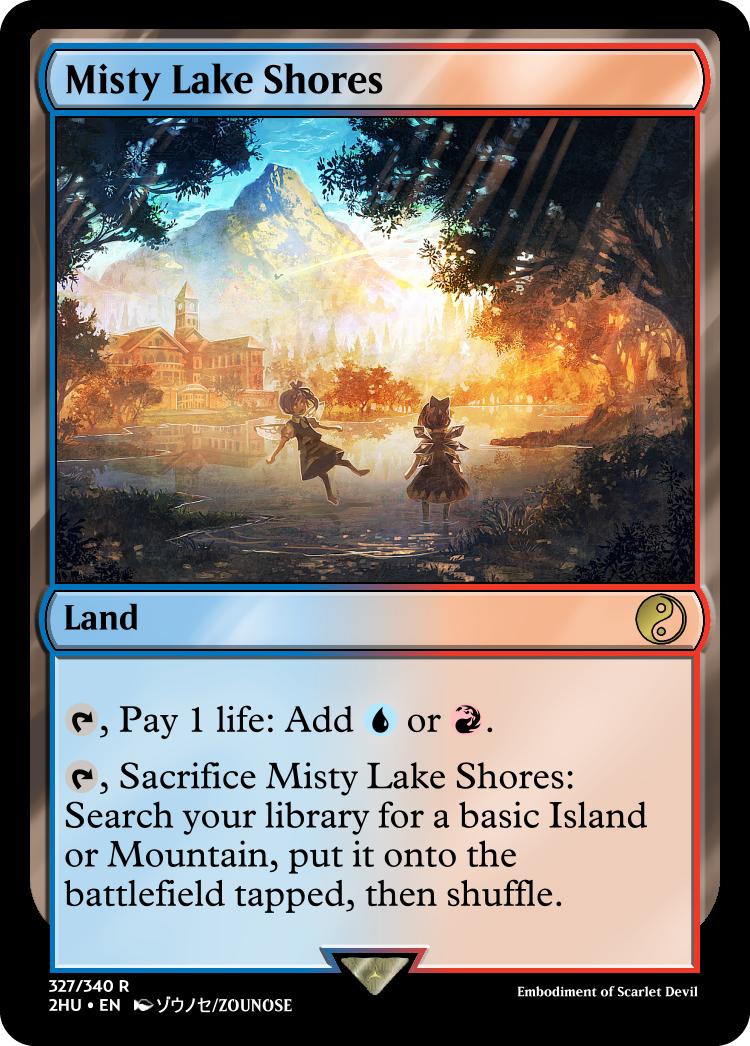 Misty Lake Shores
Land
, Pay 1 life: Add or .
, Sacrifice Misty Lake Shores:
Search your library for a basic Island
or Mountain, put it onto the
battlefield tapped, then shuffle.
327/340 R
2HU • EN ゾウノセ/ZOUNOSE
Embodiment of Scarlet Devil